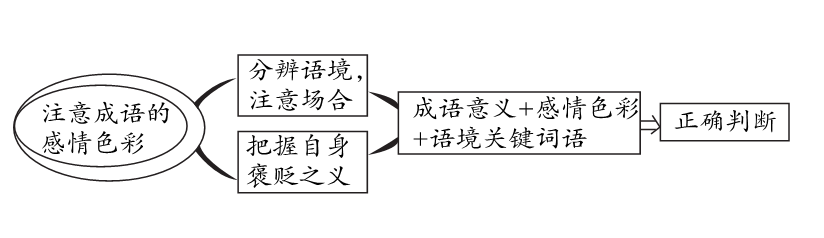 注意成语的
感情色彩
分辨语境，
注意场合
把握自身
褒贬之义
成语意义+感情色彩
+语境关键词语
正确判断